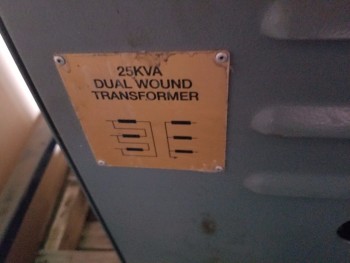 25KVA
DUAL WOUND
TRANSFORMER